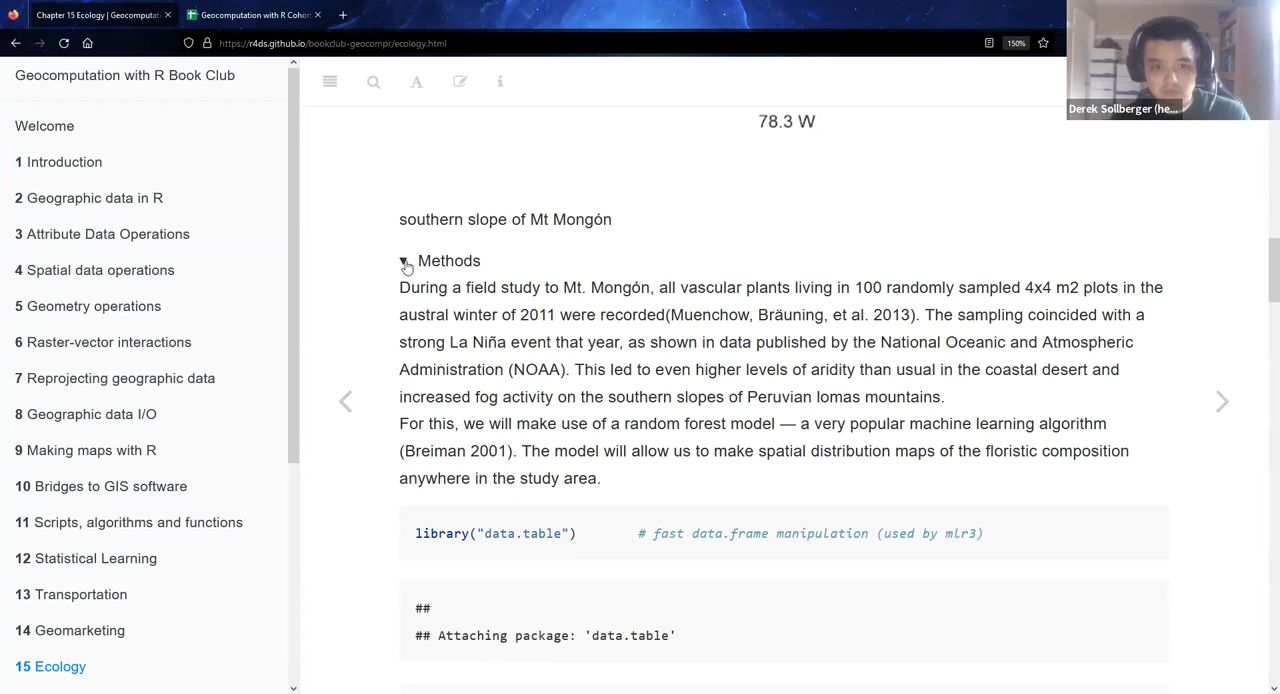 Chapter 15 Ecology | Geocomputati
Geocomputation with R Cohor
https://r4ds.github.io/bookclub-geocompr/ecology.html
150%
Derek Sollberger (he...
Geocomputation with R Book Club
Welcome
1 Introduction
2 Geographic data in R
3 Attribute Data Operations
4 Spatial data operations
5 Geometry operations
6 Raster-vector interactions
7 Reprojecting geographic data
8 Geographic data I/O
9 Making maps with R
10 Bridges to GIS software
11 Scripts, algorithms and functions
12 Statistical Learning
13 Transportation
14 Geomarketing
15 Ecology
78.3 W
southern slope of Mt Mongón
Methods
During a field study to Mt. Mongón, all vascular plants living in 100 randomly sampled 4x4 m2 plots in the
austral winter of 2011 were recorded(Muenchow, Bräuning, et al. 2013). The sampling coincided with a
strong La Niña event that year, as shown in data published by the National Oceanic and Atmospheric
Administration (NOAA). This led to even higher levels of aridity than usual in the coastal desert and
increased fog activity on the southern slopes of Peruvian lomas mountains.
For this, we will make use of a random forest model — a very popular machine learning algorithm
(Breiman 2001). The model will allow us to make spatial distribution maps of the floristic composition
anywhere in the study area.
library("data.table") # fast data.frame manipulation (used by mlr3)
##
## Attaching package: 'data.table'